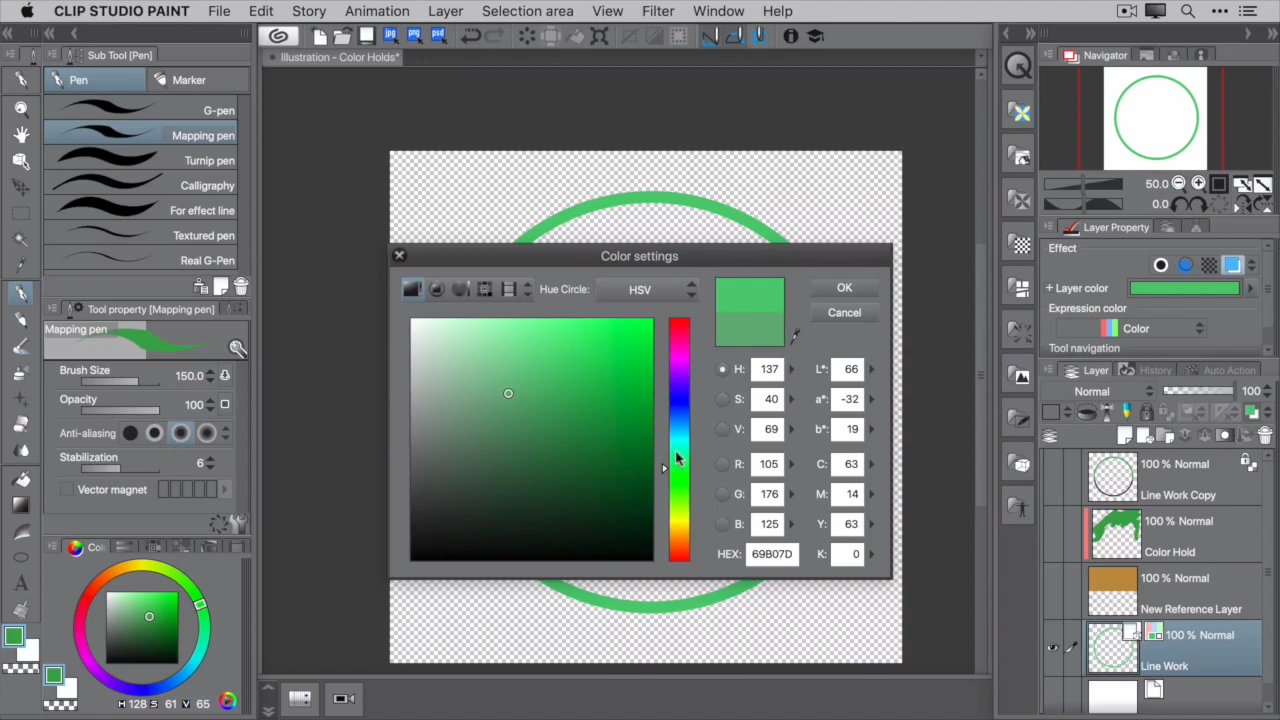 CLIP STUDIO PAINT File Edit Story Animation Layer Selection area View Filter Window Help
jpg png psd
Sub Tool [Pen]
Pen Marker
G-pen
Mapping pen
Turnip pen
Calligraphy
For effect line
Textured pen
Real G-Pen
Tool property [Mapping pen]
Mapping pen
Brush Size 150.0
Opacity 100
Anti-aliasing
Stabilization 6
Vector magnet
Col
H 128 S 61 V 65
A
Illustration - Color Holds*
Color settings
Hue Circle: HSV
OK
Cancel
H: 137 L* 66
S: 40 a* -32
V: 69 b* 19
R: 105 C: 63
G: 176 M: 14
B: 125 Y: 63
HEX: 69B07D K: 0
Navigator
50.0
0.0
Layer Property
Effect
+ Layer color
Expression color
Color
Tool navigation
Layer History Auto Action
Normal 100
100 % Normal
Line Work Copy
100 % Normal
Color Hold
100 % Normal
New Reference Layer
100 % Normal
Line Work